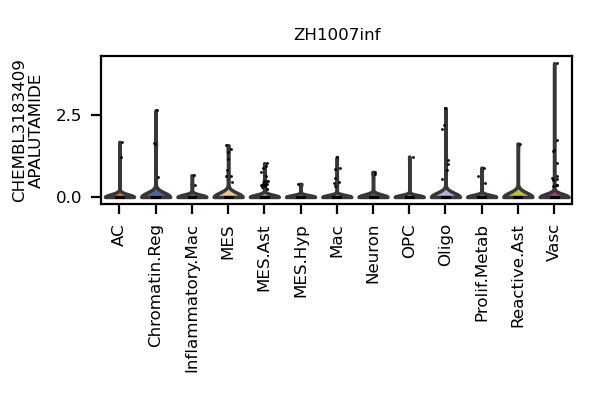 ZH1007inf
CHEMBL3183409
APALUTAMIDE
2.5
0.0
AC
Chromatin.Reg
Inflammatory.Mac
MES
MES.Ast
MES.Hyp
Mac
Neuron
OPC
Oligo
Prolif.Metab
Reactive.Ast
Vasc